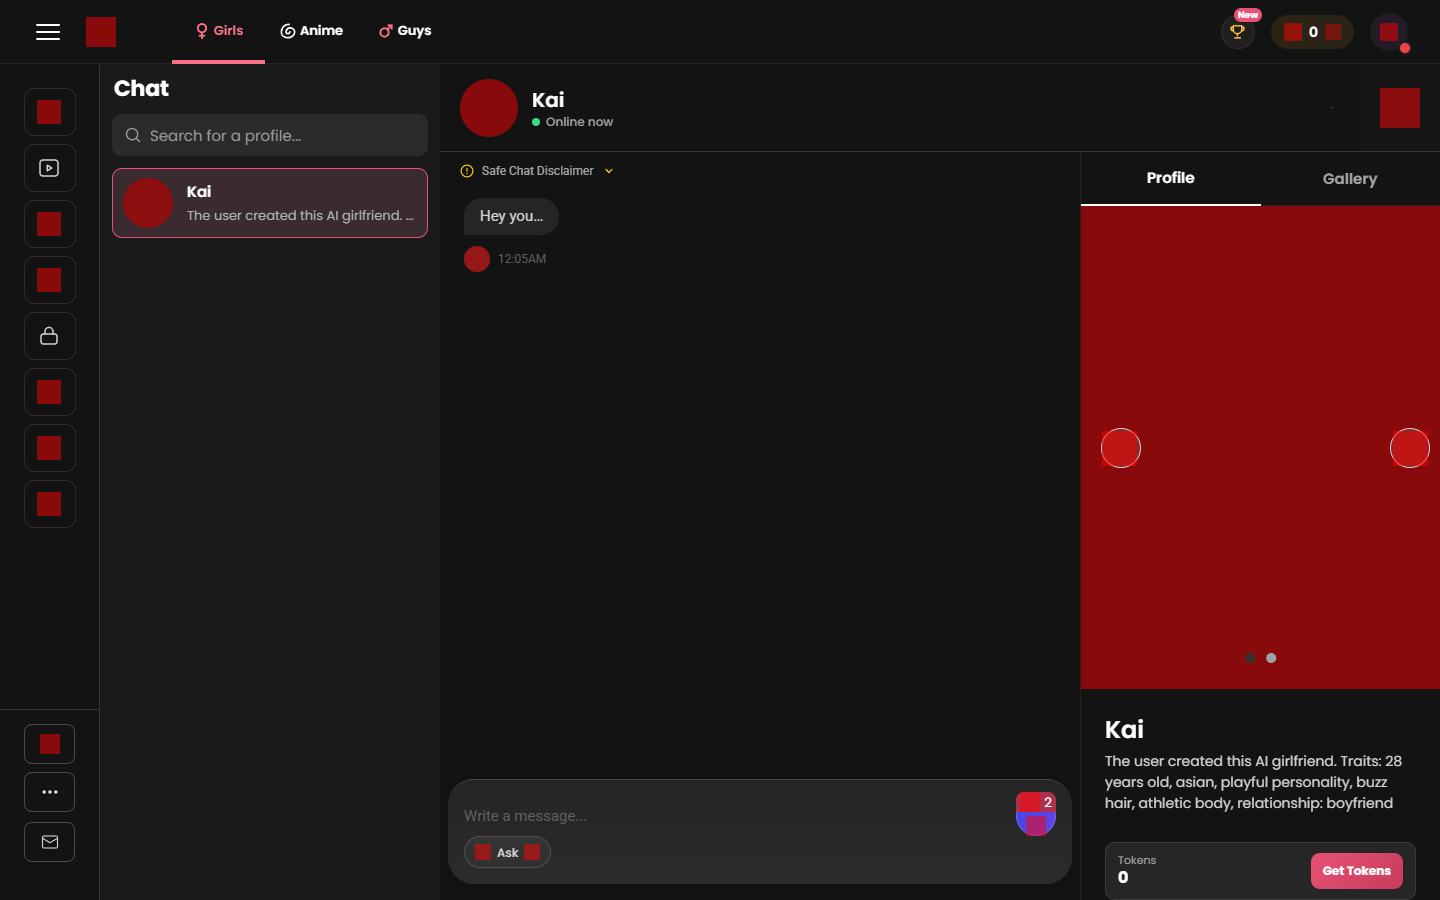 Girls
Anime
Guys
New
0
Chat
Search for a profile...
Kai
The user created this AI girlfriend. ...
Kai
Online now
Safe Chat Disclaimer
Hey you...
12:05AM
Write a message...
2
Ask
Profile
Gallery
Kai
The user created this AI girlfriend. Traits: 28
years old, asian, playful personality, buzz
hair, athletic body, relationship: boyfriend
Tokens
0
Get Tokens